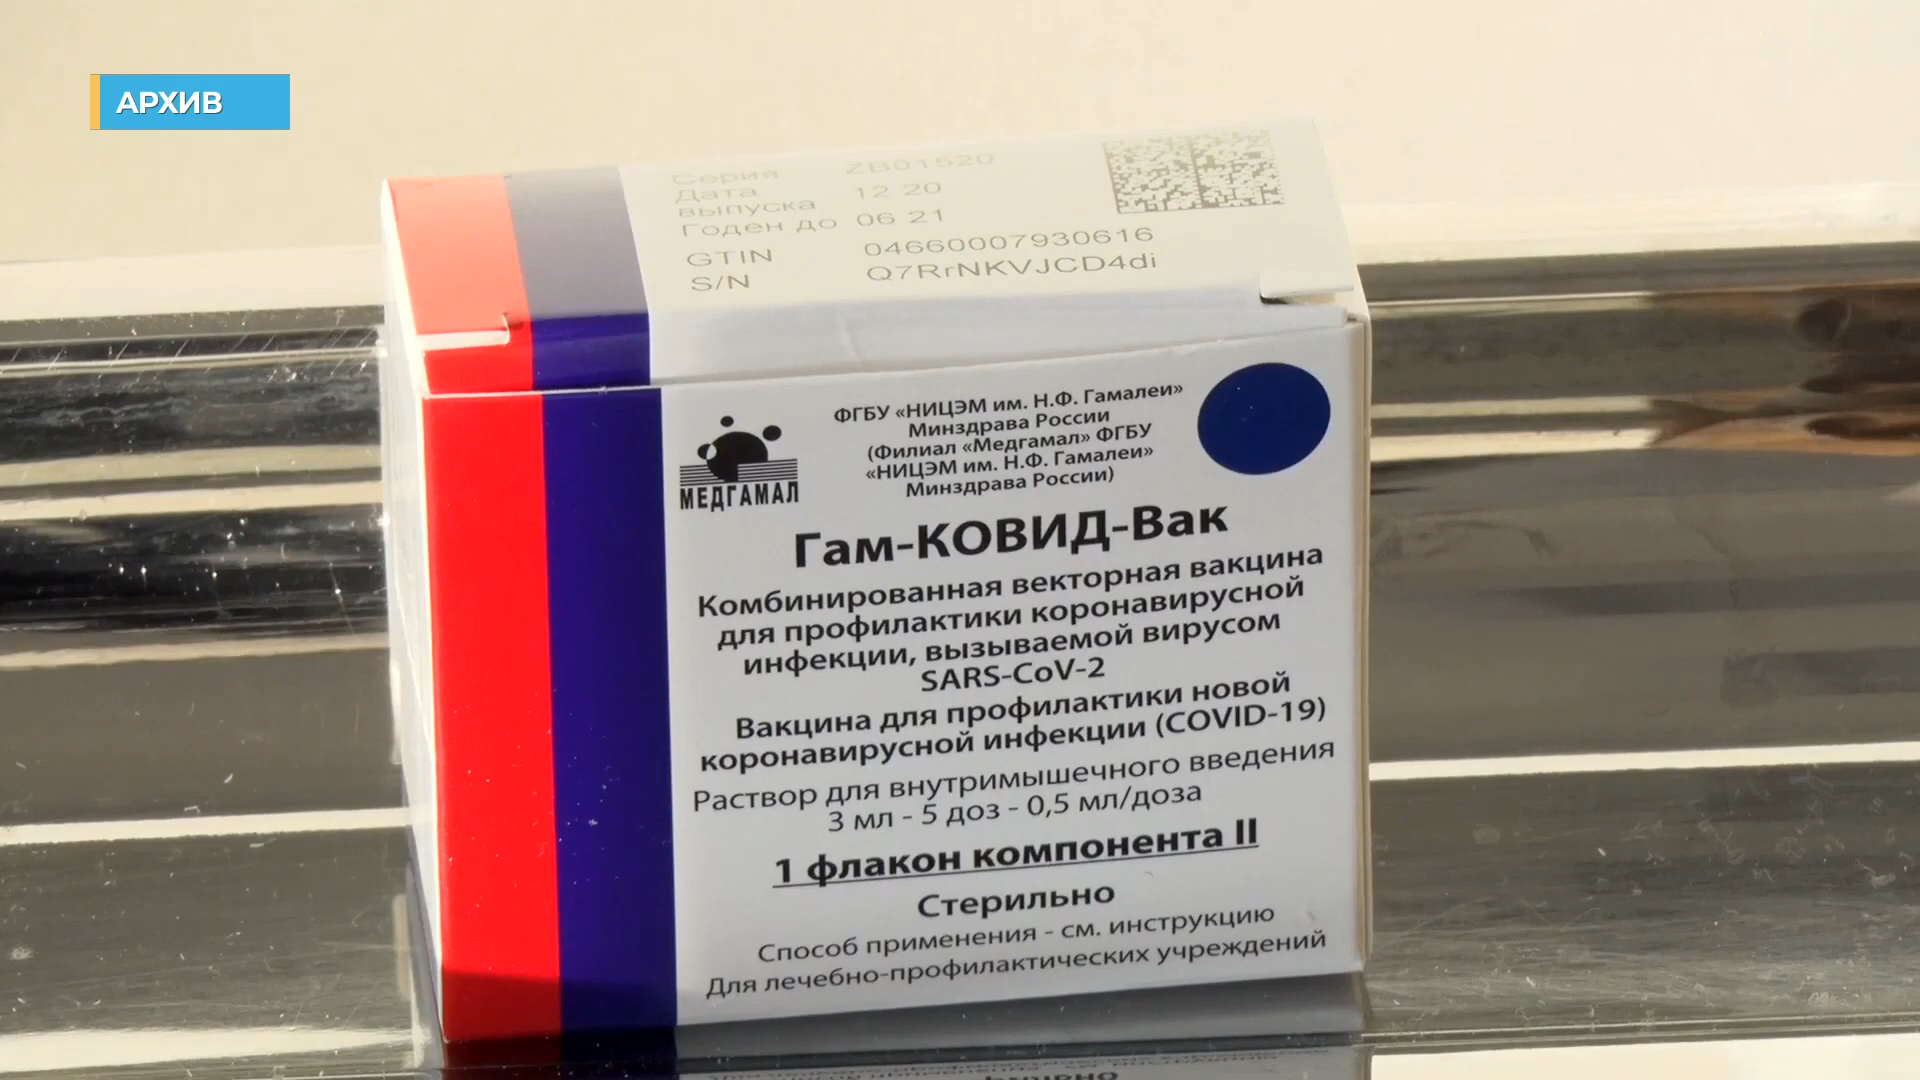 АРХИВ
Серия ZB01520
Дата
выпуска 12 20
Годен до 06 21
GTIN 04660007930616
S/N Q7RrNKVJCD4di
МЕДГАМАЛ
ФГБУ «НИЦЭМ им. Н.Ф. Гамалеи»
Минздрава России
(Филиал «Медгамал» ФГБУ
«НИЦЭМ им. Н.Ф. Гамалеи»
Минздрава России)
Гам-КОВИД-Вак
Комбинированная векторная вакцина
для профилактики коронавирусной
инфекции, вызываемой вирусом
SARS-CoV-2
Вакцина для профилактики новой
коронавирусной инфекции (COVID-19)
Раствор для внутримышечного введения
3 мл - 5 доз - 0,5 мл/доза
1 флакон компонента II
Стерильно
Способ применения - см. инструкцию
Для лечебно-профилактических учреждений